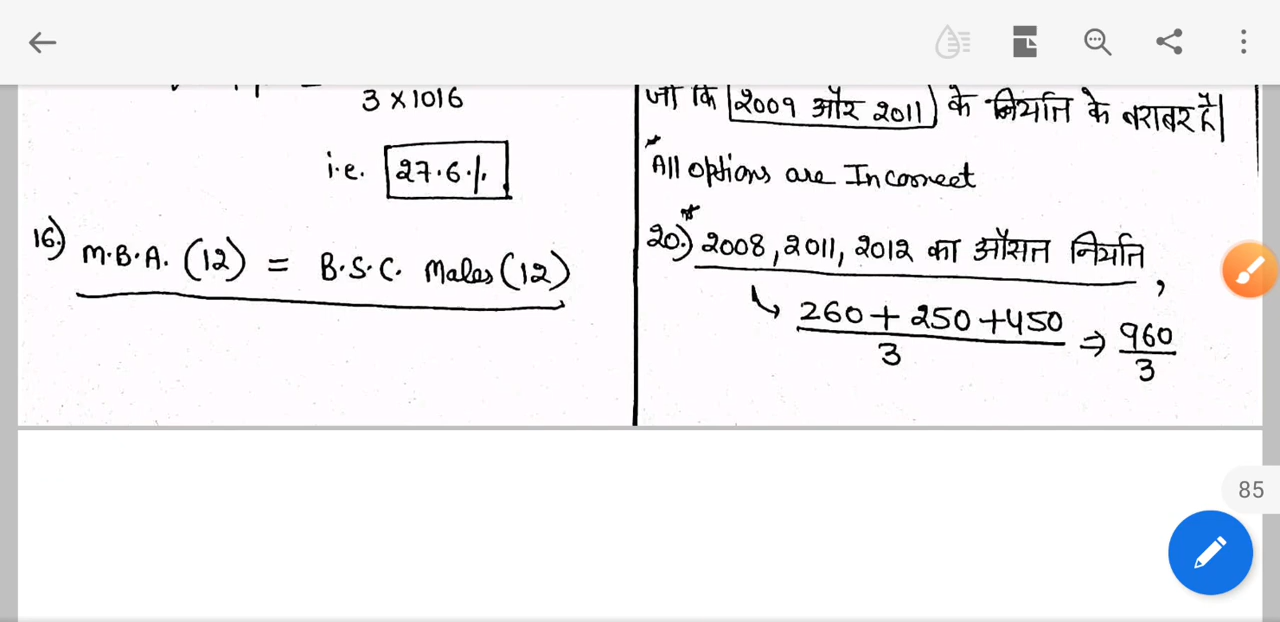 3 × 1016
i.e. 27.6%
16.) M.B.A. (12) = B.S.C. Males (12)
जो कि 2009 और 2011 के निर्यात के बराबर है|
*All options are Incorrect
20.)* 2008, 2011, 2012 का औसत निर्यात,
↳ 260 + 250 + 450 / 3 ⇒ 960 / 3
85